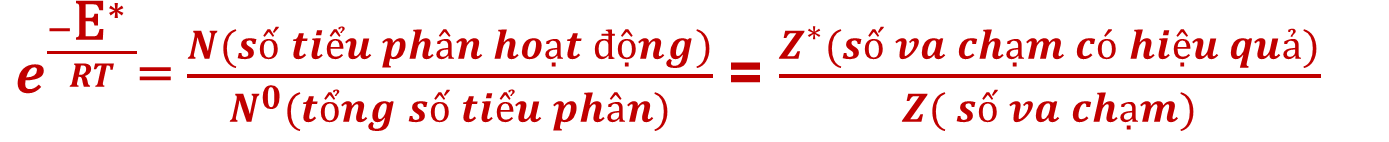 e^(−E*/RT) = N(số tiểu phân hoạt động)/N⁰(tổng số tiểu phân) = Z*(số va chạm có hiệu quả)/Z( số va chạm)